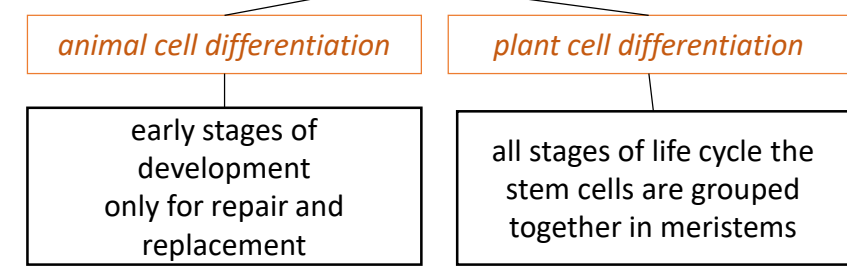 animal cell differentiation
plant cell differentiation
early stages of
development
only for repair and
replacement
all stages of life cycle the
stem cells are grouped
together in meristems